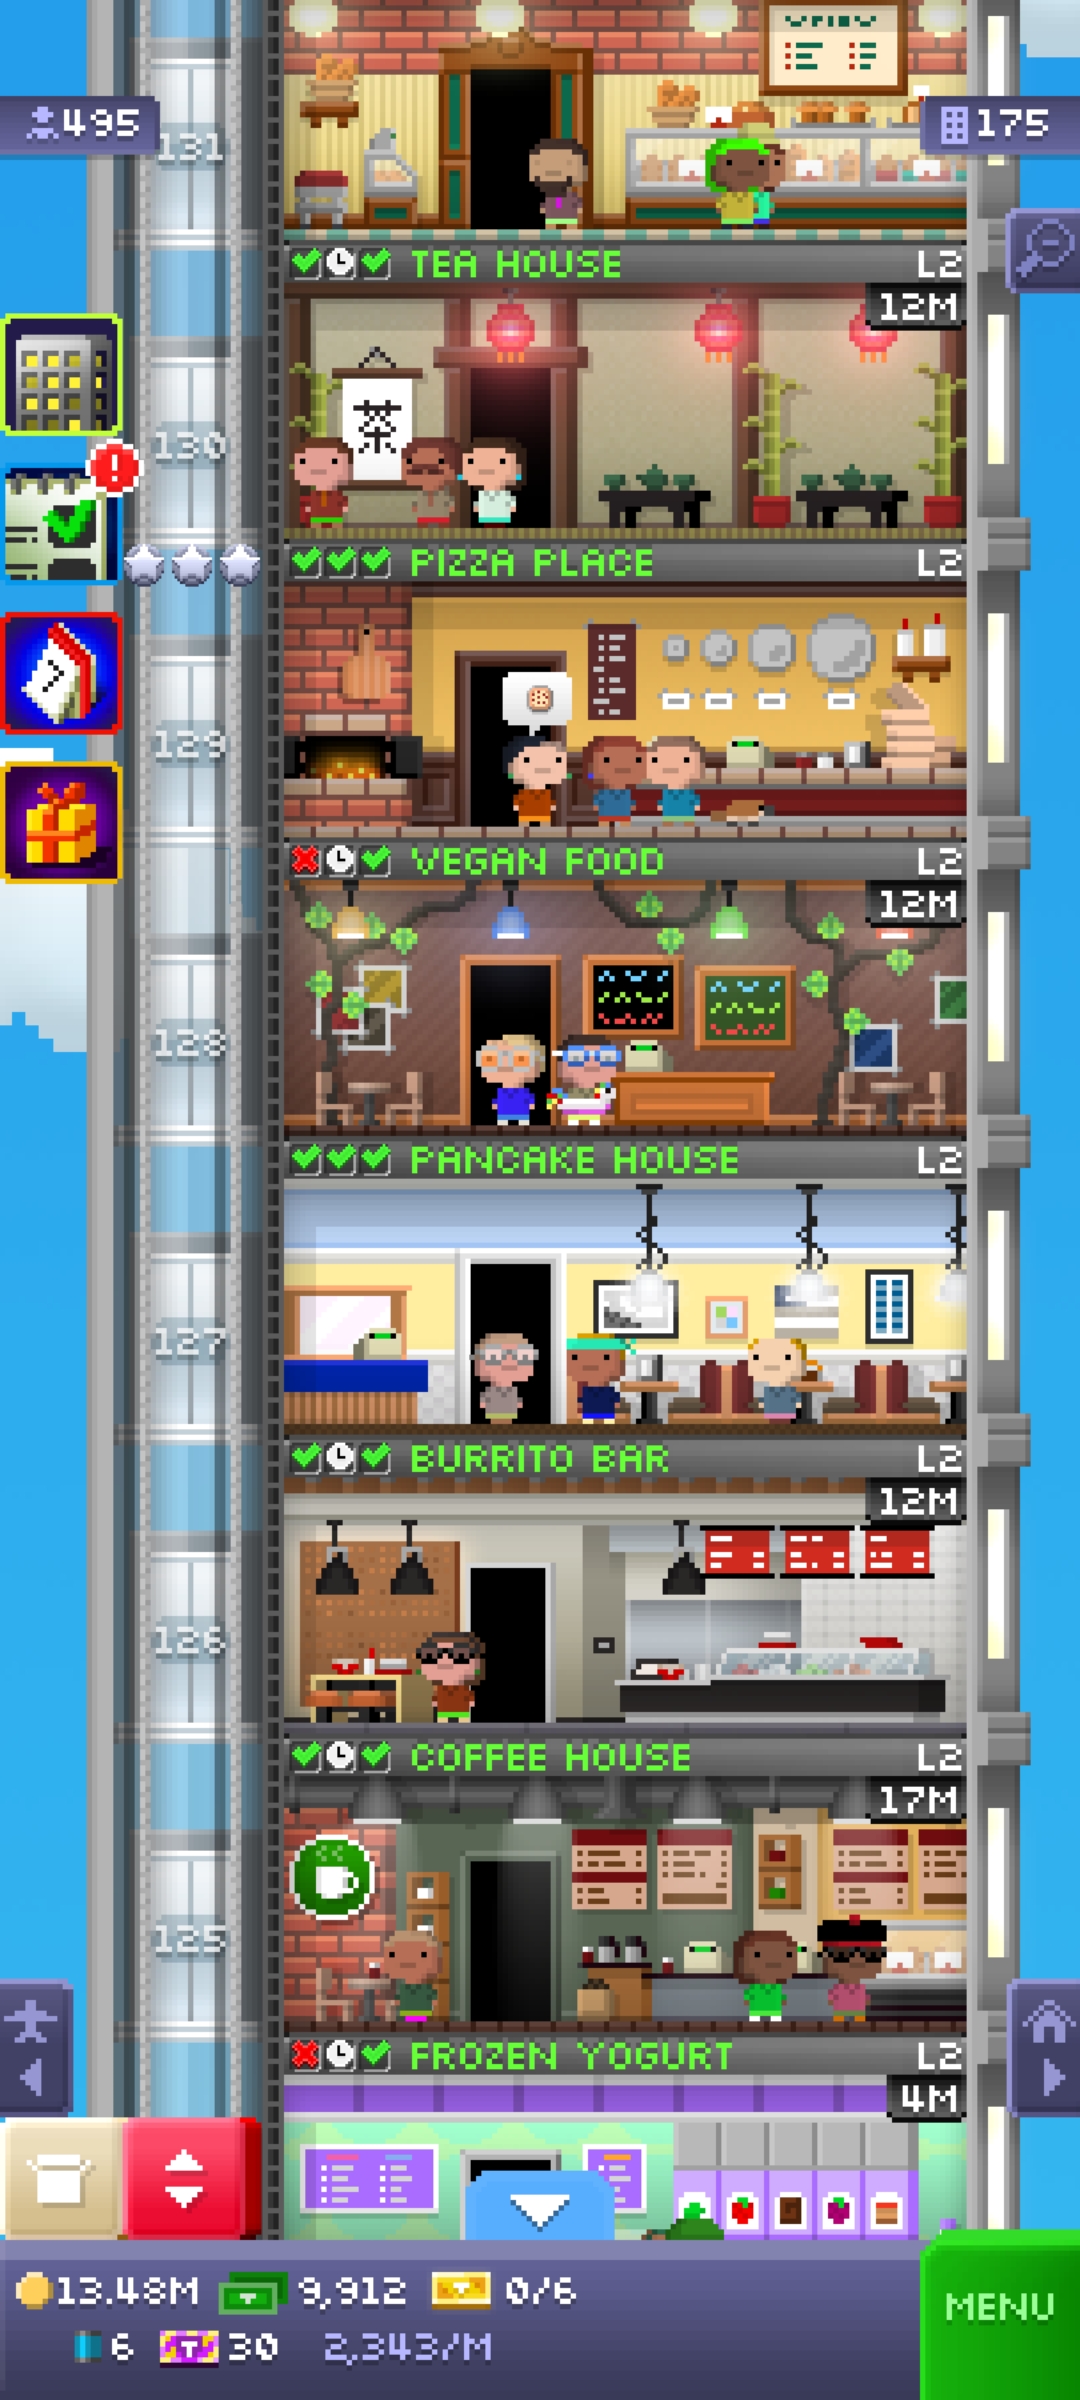 495
175
131
TEA HOUSE L2
12M
茶
130
PIZZA PLACE L2
129
VEGAN FOOD L2
12M
128
PANCAKE HOUSE L2
127
BURRITO BAR L2
12M
126
COFFEE HOUSE L2
17M
125
FROZEN YOGURT L2
4M
13.48M 9,912 0/6
6 30 2,343/M
MENU